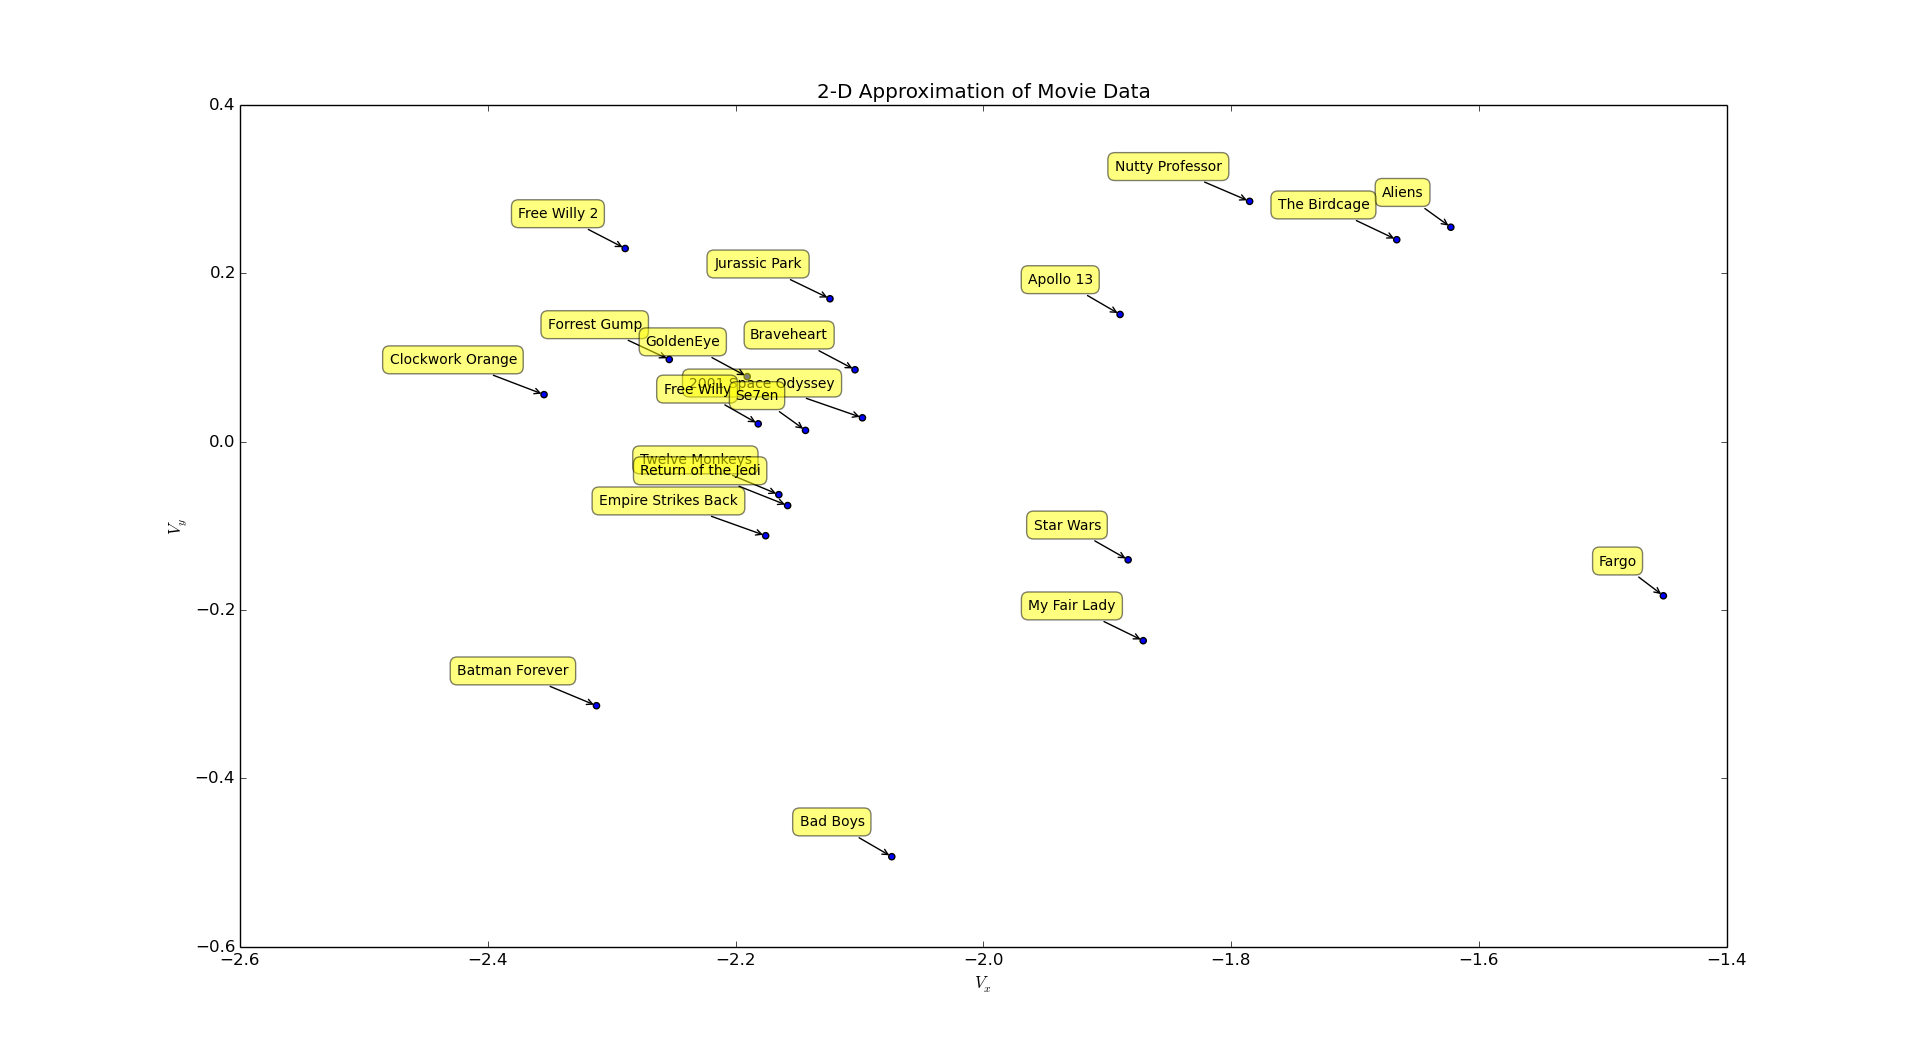 2-D Approximation of Movie Data
0.4
0.2
0.0
−0.2
−0.4
−0.6
Nutty Professor
Aliens
The Birdcage
Free Willy 2
Jurassic Park
Apollo 13
Forrest Gump
Braveheart
GoldenEye
Clockwork Orange
2001 Space Odyssey
Free Willy
Se7en
Twelve Monkeys
Return of the Jedi
Empire Strikes Back
Star Wars
Fargo
My Fair Lady
Batman Forever
Bad Boys
Vy
−2.6 −2.4 −2.2 −2.0 −1.8 −1.6 −1.4
Vx